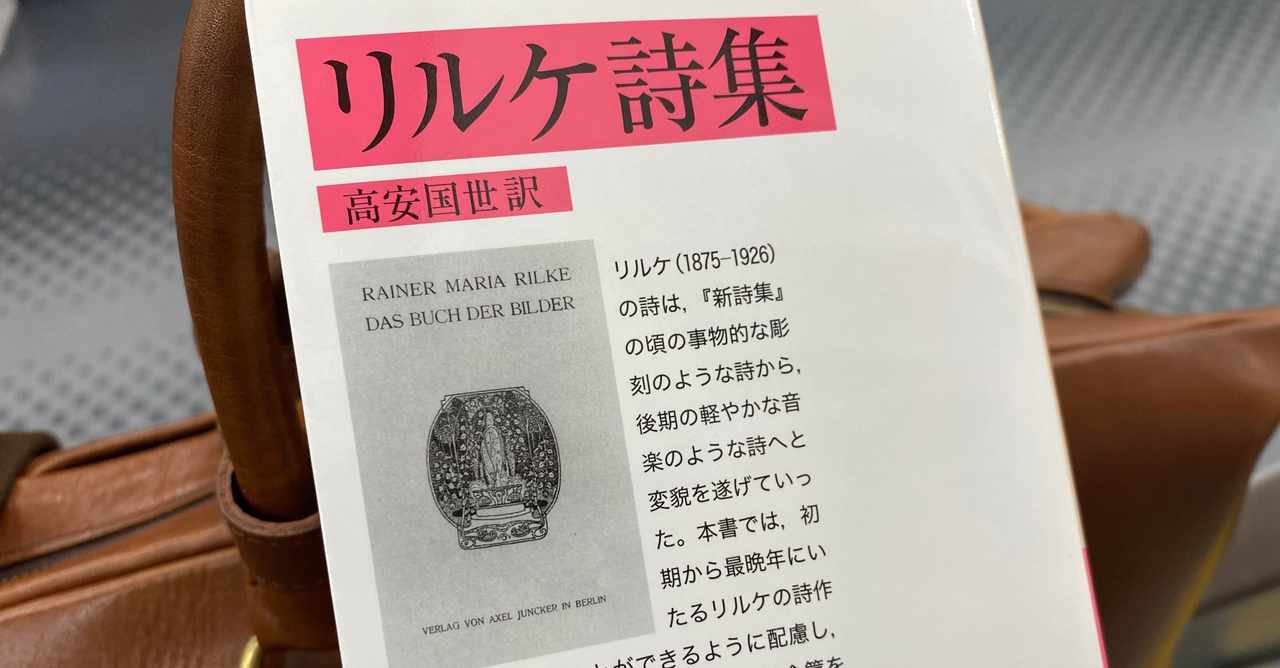 リルケ詩集
高安国世訳
RAINER MARIA RILKE
DAS BUCH DER BILDER
VERLAG VON AXEL JUNCKER IN BERLIN
リルケ(1875–1926)
の詩は,『新詩集』
の頃の事物的な彫
刻のような詩から,
後期の軽やかな音
楽のような詩へと
変貌を遂げていっ
た。本書では,初
期から最晩年にい
たるリルケの詩作
ができるように配慮し,